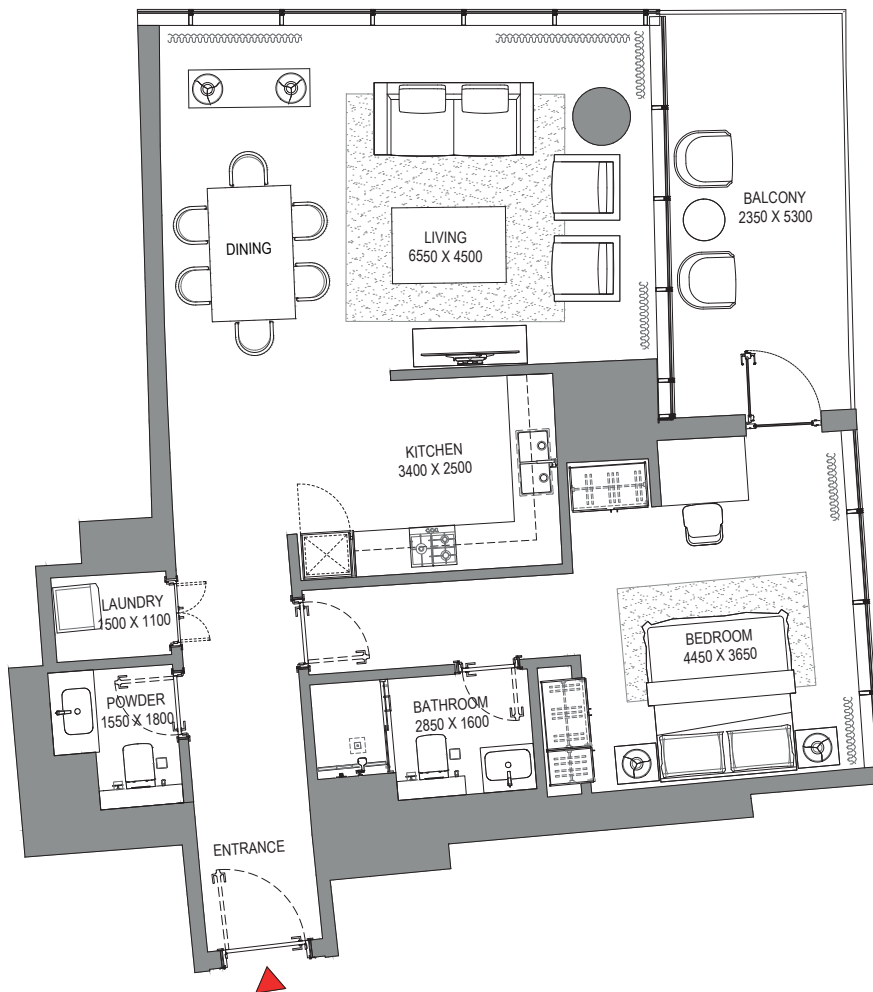 BALCONY
2350 X 5300
LIVING
6550 X 4500
DINING
KITCHEN
3400 X 2500
LAUNDRY
1500 X 1100
BEDROOM
4450 X 3650
POWDER
1550 X 1800
BATHROOM
2850 X 1600
ENTRANCE